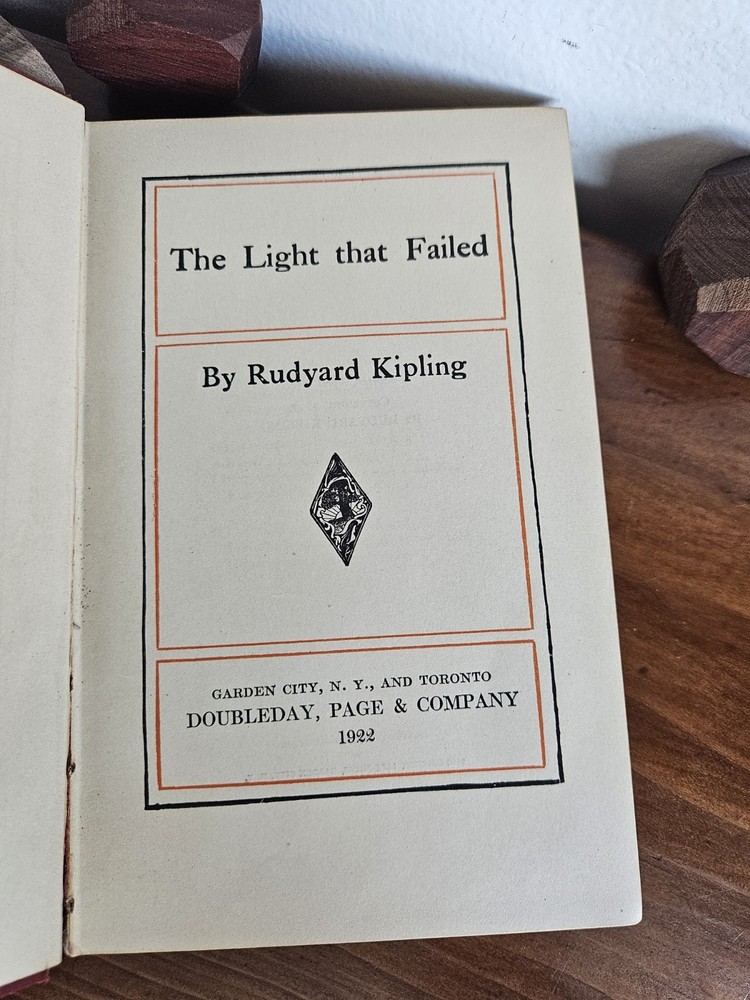 The Light that Failed
By Rudyard Kipling
GARDEN CITY, N. Y., AND TORONTO
DOUBLEDAY, PAGE & COMPANY
1922